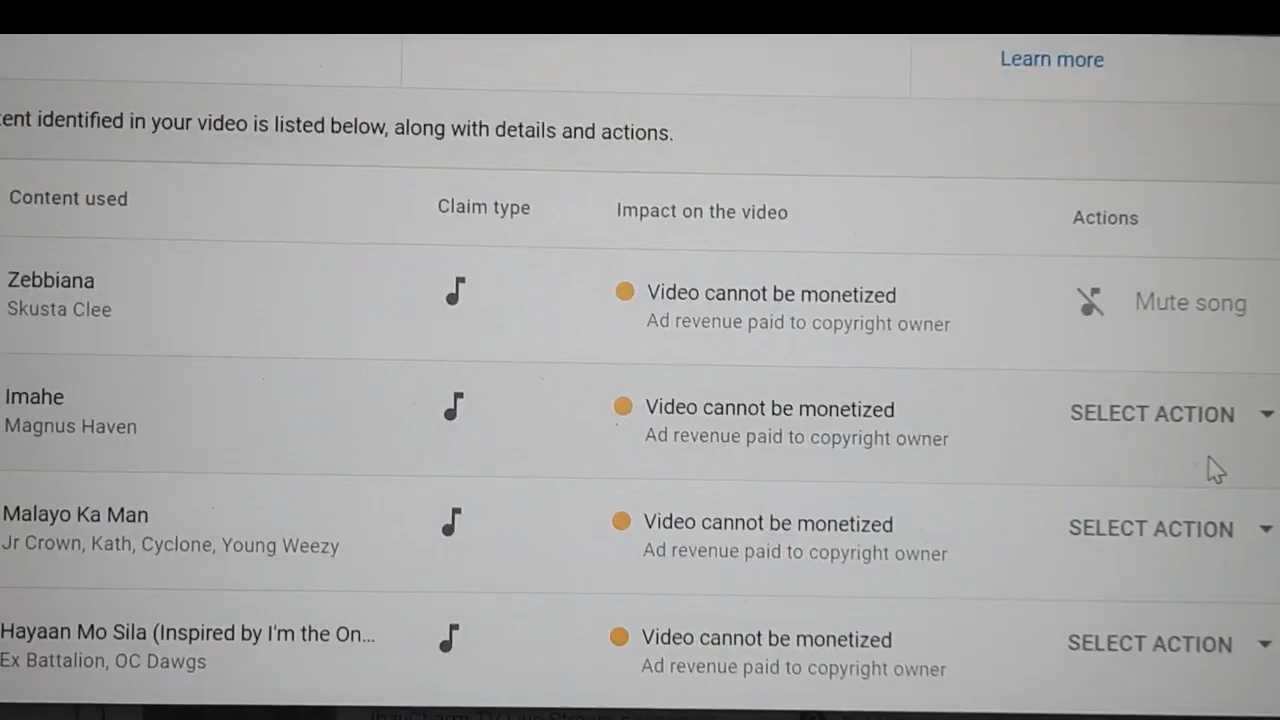 Learn more
ent identified in your video is listed below, along with details and actions.
Content used Claim type Impact on the video Actions
Zebbiana Video cannot be monetized Mute song
Skusta Clee Ad revenue paid to copyright owner
Imahe Video cannot be monetized SELECT ACTION
Magnus Haven Ad revenue paid to copyright owner
Malayo Ka Man Video cannot be monetized SELECT ACTION
Jr Crown, Kath, Cyclone, Young Weezy Ad revenue paid to copyright owner
Hayaan Mo Sila (Inspired by I'm the On... Video cannot be monetized SELECT ACTION
Ex Battalion, OC Dawgs Ad revenue paid to copyright owner